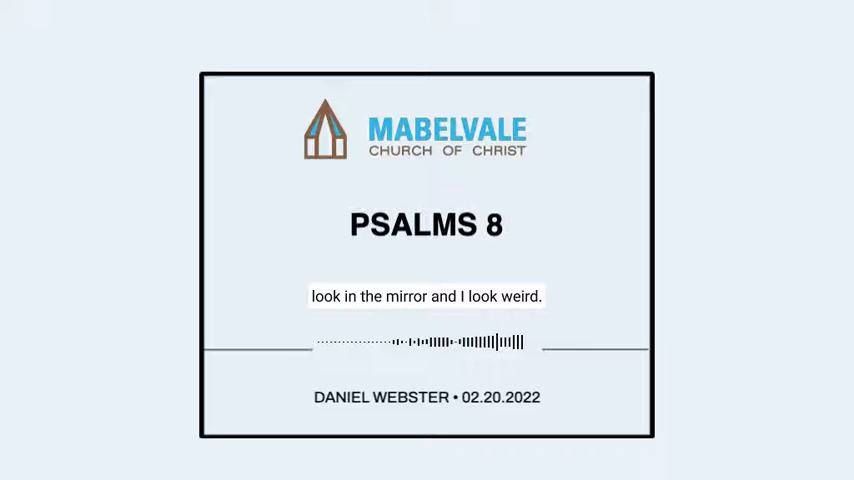 MABELVALE
CHURCH OF CHRIST
PSALMS 8
look in the mirror and I look weird.
DANIEL WEBSTER • 02.20.2022